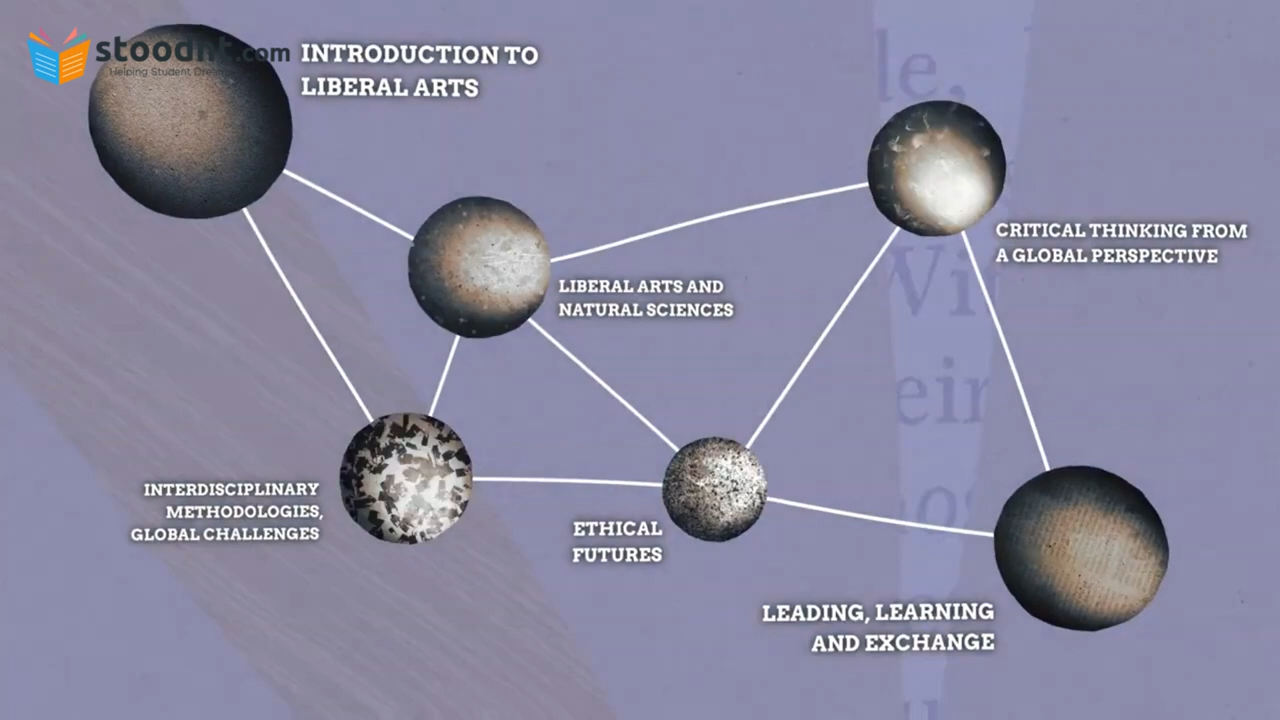 stoodnt.com
Helping Student Dreams
INTRODUCTION TO
LIBERAL ARTS
le,
CRITICAL THINKING FROM
A GLOBAL PERSPECTIVE
LIBERAL ARTS AND
NATURAL SCIENCES
INTERDISCIPLINARY
METHODOLOGIES,
GLOBAL CHALLENGES
ETHICAL
FUTURES
LEADING, LEARNING
AND EXCHANGE